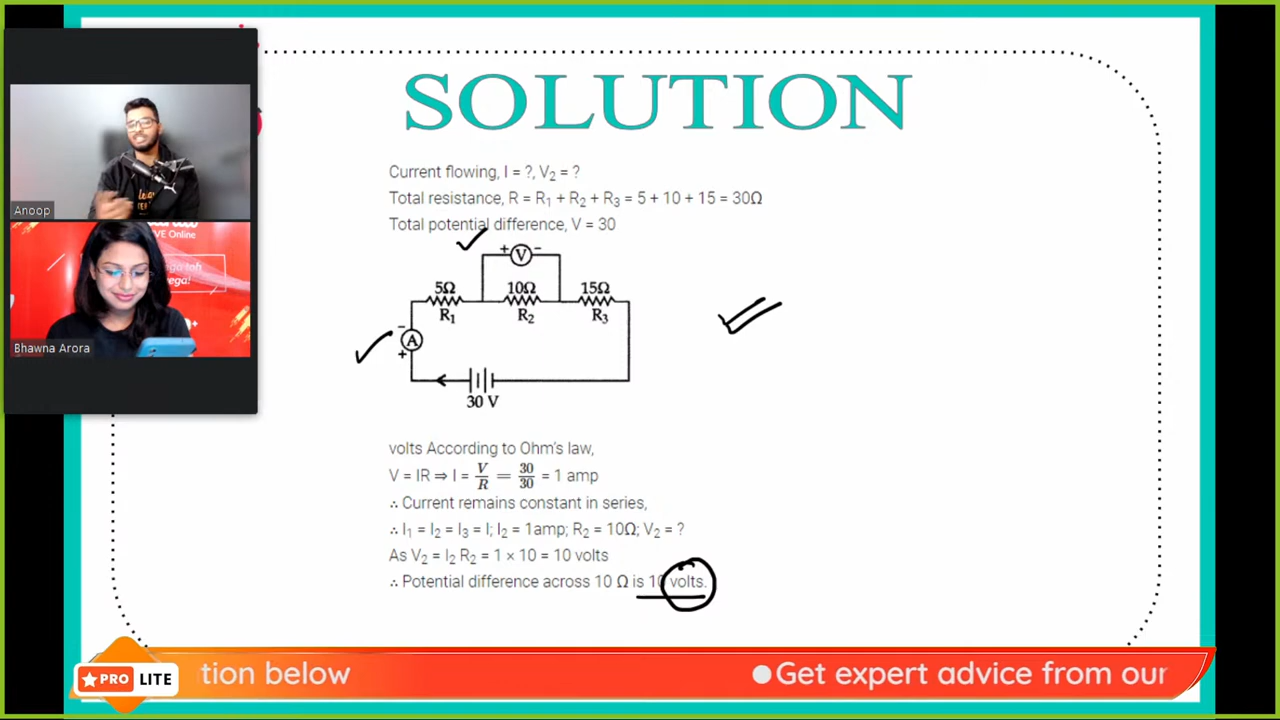 SOLUTION
Current flowing, I = ?, V₂ = ?
Total resistance, R = R₁ + R₂ + R₃ = 5 + 10 + 15 = 30Ω
Total potential difference, V = 30
+ V −
5Ω 10Ω 15Ω
R₁ R₂ R₃
−
A
+
30 V
volts According to Ohm's law,
V = IR ⇒ I = V/R = 30/30 = 1 amp
∴ Current remains constant in series,
∴ I₁ = I₂ = I₃ = I; I₂ = 1amp; R₂ = 10Ω; V₂ = ?
As V₂ = I₂ R₂ = 1 × 10 = 10 volts
∴ Potential difference across 10 Ω is 10 volts.
Anoop
VE Online
Bhawna Arora
PRO LITE
tion below
●Get expert advice from our